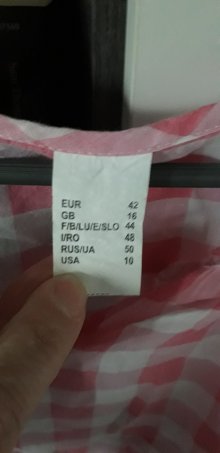 EUR 42
GB 16
F/B/LU/E/SLO 44
I/RO 48
RUS/UA 50
USA 10